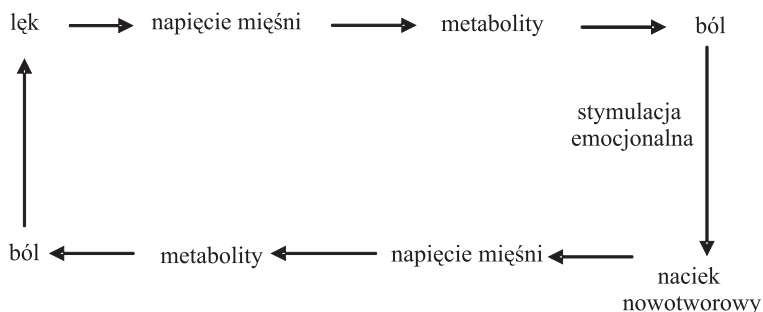 lęk napięcie mięśni metabolity ból
stymulacja
emocjonalna
ból metabolity napięcie mięśni
naciek
nowotworowy